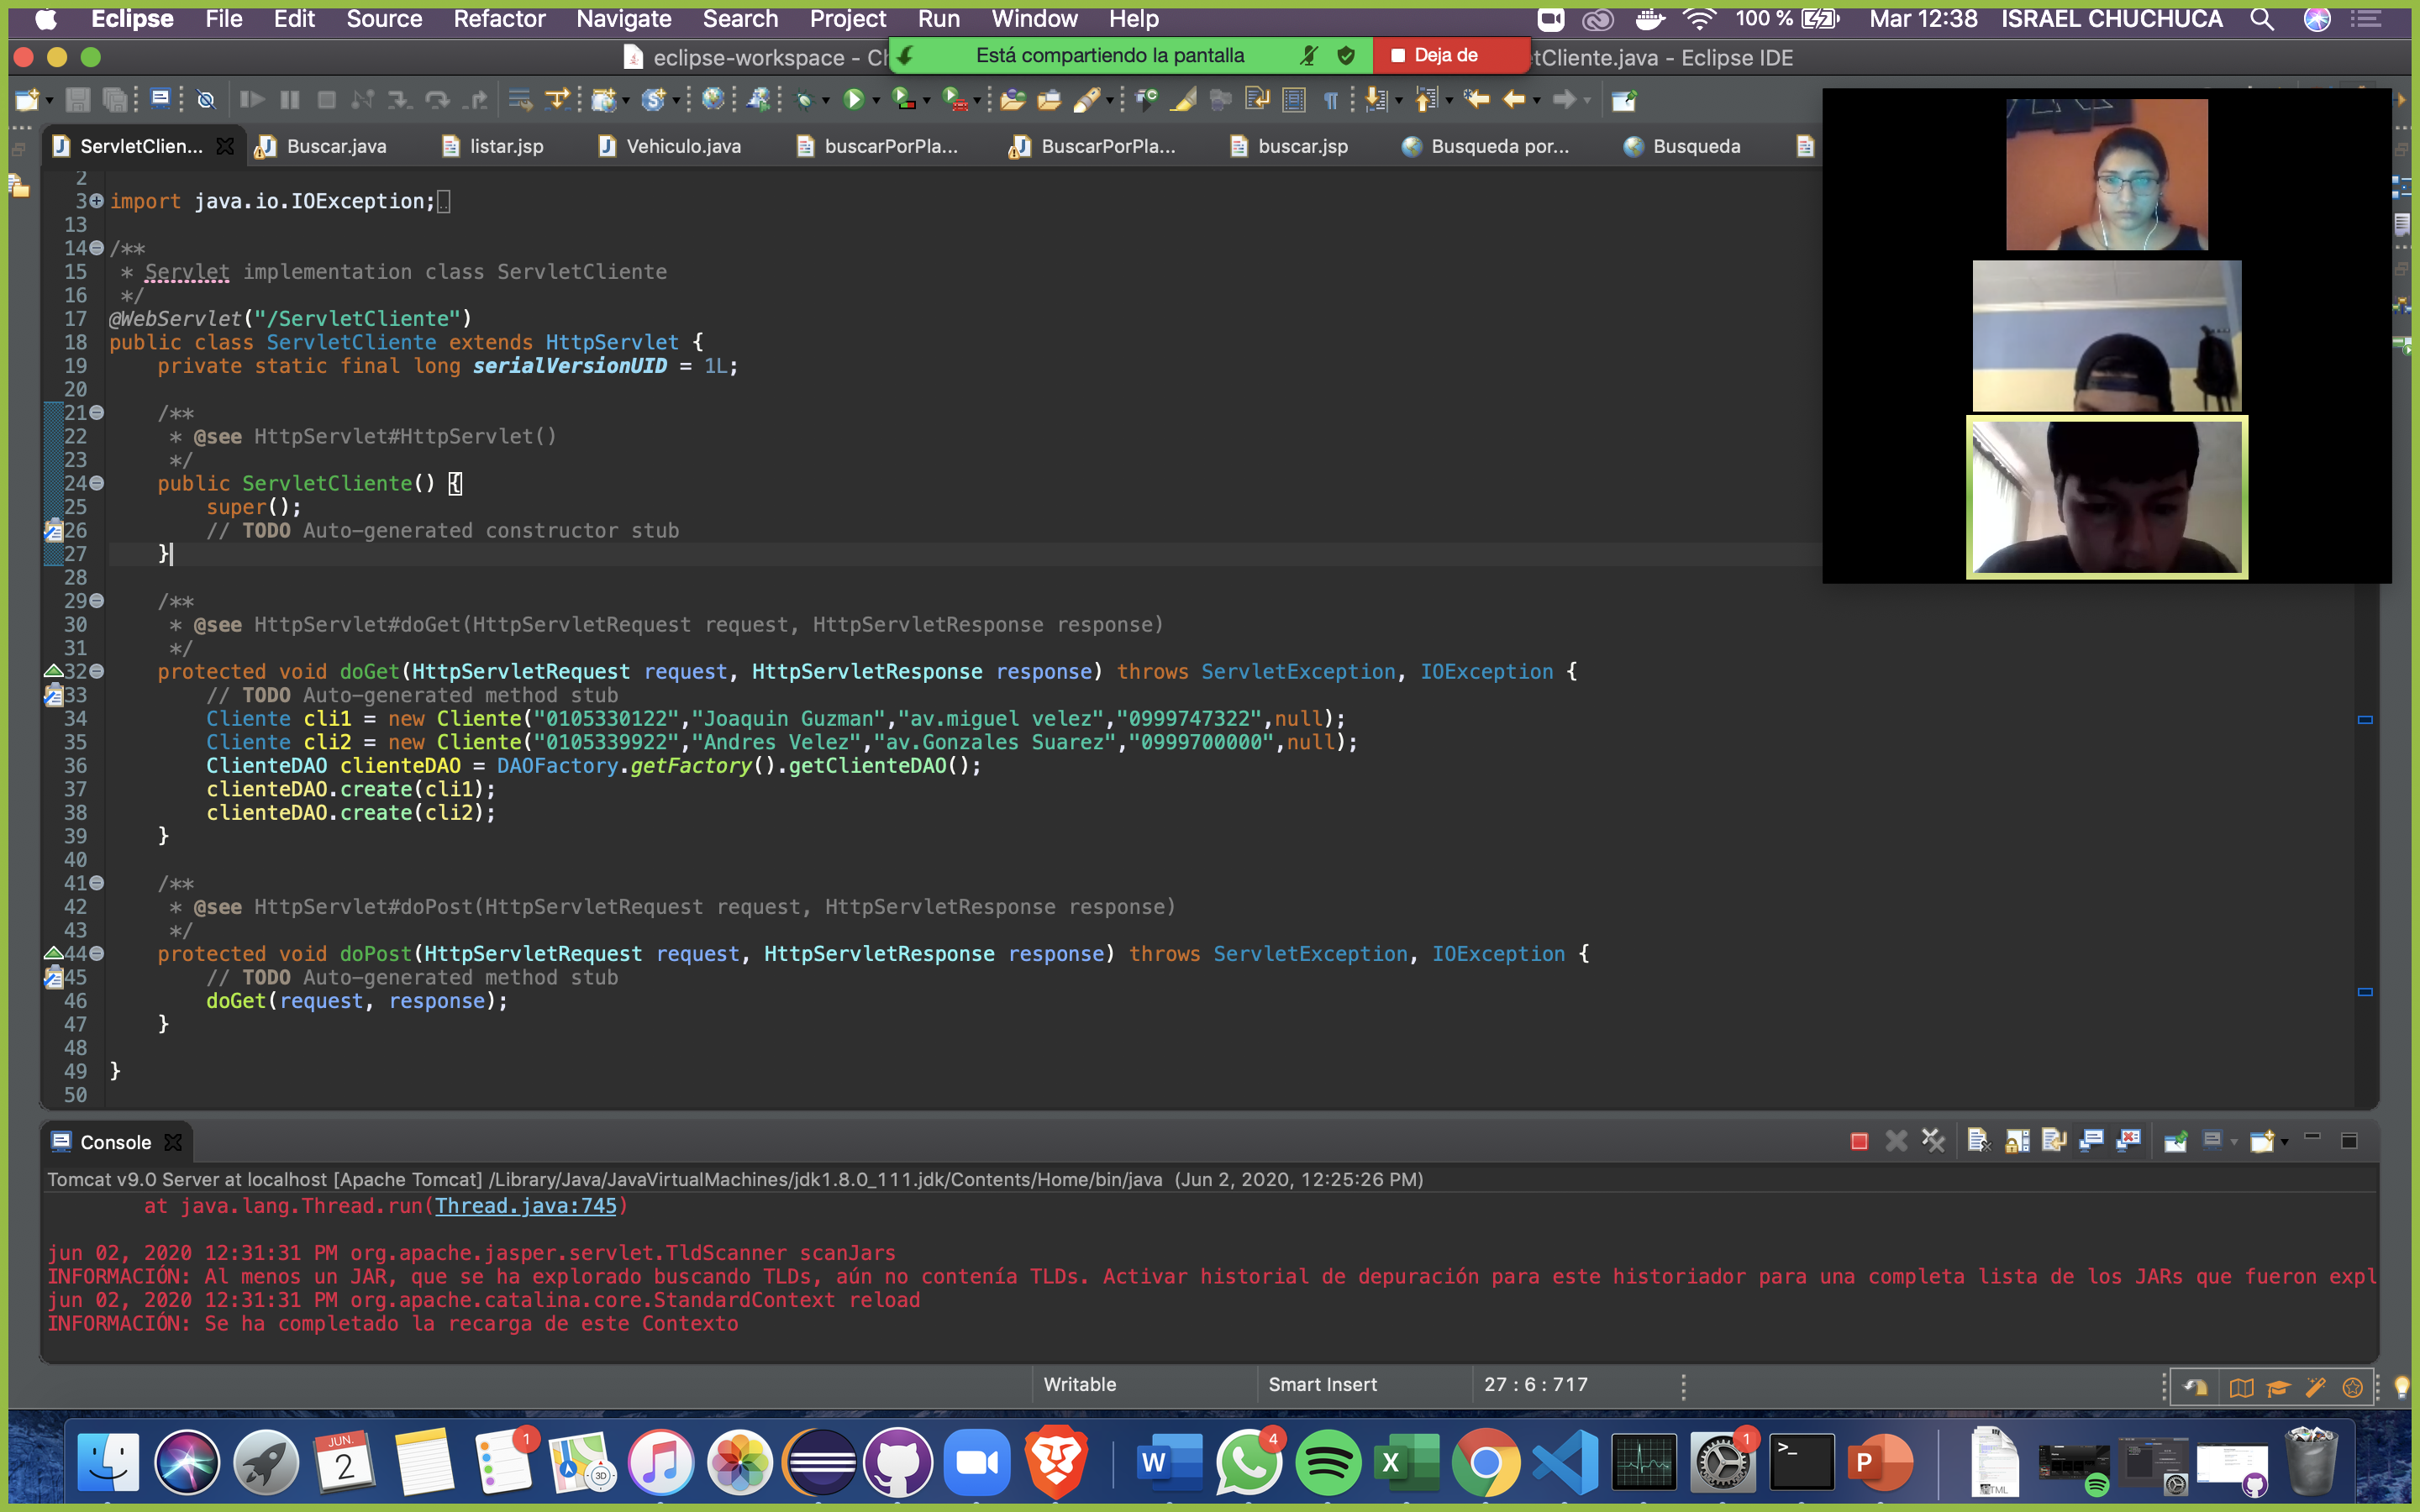 Eclipse File Edit Source Refactor Navigate Search Project Run Window Help 100 % Mar 12:38 ISRAEL CHUCHUCA
eclipse-workspace - Ch
Está compartiendo la pantalla
Deja de
tCliente.java - Eclipse IDE
ServletClien... Buscar.java listar.jsp Vehiculo.java buscarPorPla... BuscarPorPla... buscar.jsp Busqueda por... Busqueda
2
3 import java.io.IOException;
13
14 /**
15 * Servlet implementation class ServletCliente
16 */
17 @WebServlet("/ServletCliente")
18 public class ServletCliente extends HttpServlet {
19 private static final long serialVersionUID = 1L;
20
21 /**
22 * @see HttpServlet#HttpServlet()
23 */
24 public ServletCliente() {
25 super();
26 // TODO Auto-generated constructor stub
27 }
28
29 /**
30 * @see HttpServlet#doGet(HttpServletRequest request, HttpServletResponse response)
31 */
32 protected void doGet(HttpServletRequest request, HttpServletResponse response) throws ServletException, IOException {
33 // TODO Auto-generated method stub
34 Cliente cli1 = new Cliente("0105330122","Joaquin Guzman","av.miguel velez","0999747322",null);
35 Cliente cli2 = new Cliente("0105339922","Andres Velez","av.Gonzales Suarez","0999700000",null);
36 ClienteDAO clienteDAO = DAOFactory.getFactory().getClienteDAO();
37 clienteDAO.create(cli1);
38 clienteDAO.create(cli2);
39 }
40
41 /**
42 * @see HttpServlet#doPost(HttpServletRequest request, HttpServletResponse response)
43 */
44 protected void doPost(HttpServletRequest request, HttpServletResponse response) throws ServletException, IOException {
45 // TODO Auto-generated method stub
46 doGet(request, response);
47 }
48
49 }
50
Console
Tomcat v9.0 Server at localhost [Apache Tomcat] /Library/Java/JavaVirtualMachines/jdk1.8.0_111.jdk/Contents/Home/bin/java (Jun 2, 2020, 12:25:26 PM)
at java.lang.Thread.run(Thread.java:745)
jun 02, 2020 12:31:31 PM org.apache.jasper.servlet.TldScanner scanJars
INFORMACIÓN: Al menos un JAR, que se ha explorado buscando TLDs, aún no contenía TLDs. Activar historial de depuración para este historiador para una completa lista de los JARs que fueron expl
jun 02, 2020 12:31:31 PM org.apache.catalina.core.StandardContext reload
INFORMACIÓN: Se ha completado la recarga de este Contexto
Writable Smart Insert 27 : 6 : 717
JUN. 2 1 3D W 4 X 1 >_ P